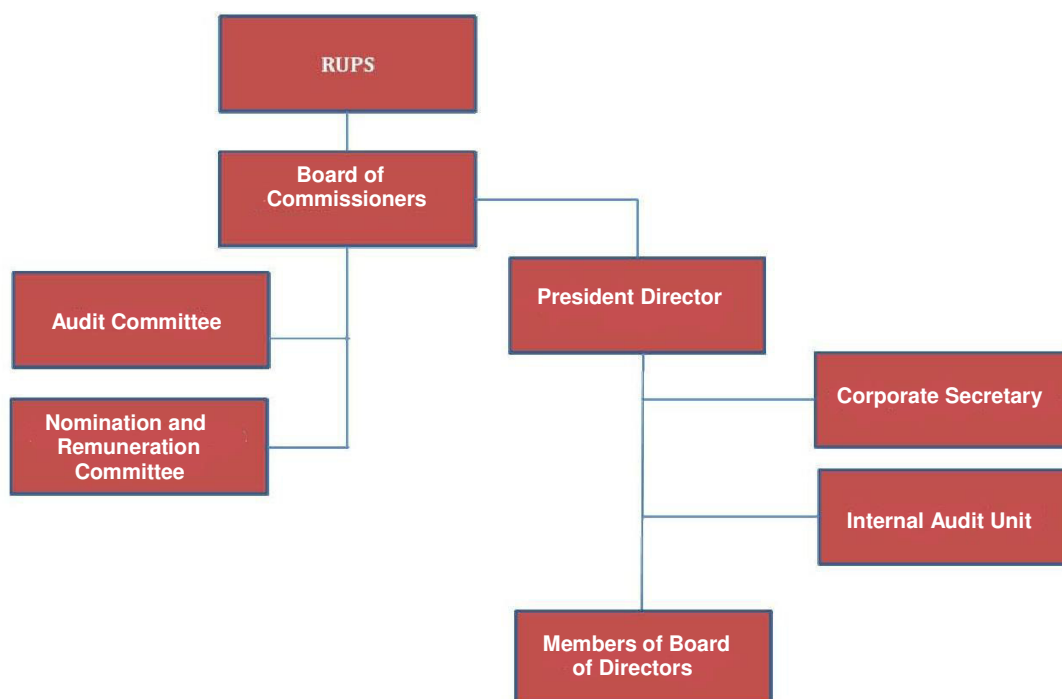 RUPS
Board of
Commissioners
President Director
Audit Committee
Corporate Secretary
Nomination and
Remuneration
Committee
Internal Audit Unit
Members of Board
of Directors